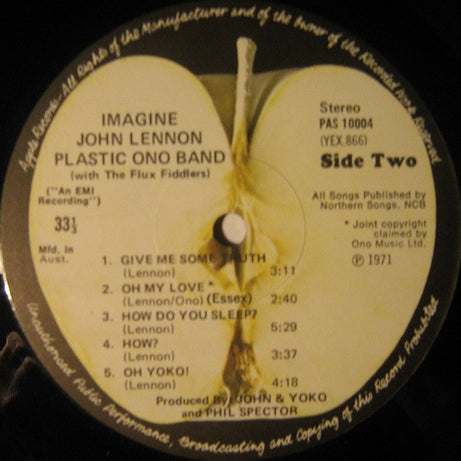 Apple Records-All Rights of the Manufacturer and of the Owner of the Recorded Work Reserved
IMAGINE
JOHN LENNON
PLASTIC ONO BAND
(with The Flux Fiddlers)
("An EMI
Recording")
33⅓
Mfd. In
Aust.
Stereo
PAS 10004
(YEX.866)
Side Two
All Songs Published by
Northern Songs, NCB
* Joint copyright
claimed by
Ono Music Ltd.
Ⓟ 1971
1. GIVE ME SOME TRUTH
(Lennon) 3:11
2. OH MY LOVE *
(Lennon/Ono) (Essex) 2:40
3. HOW DO YOU SLEEP?
(Lennon) 5:29
4. HOW?
(Lennon) 3:37
5. OH YOKO!
(Lennon) 4:18
Produced By: JOHN & YOKO
and PHIL SPECTOR
Unauthorised Public Performance, Broadcasting and Copying of this Record Prohibited